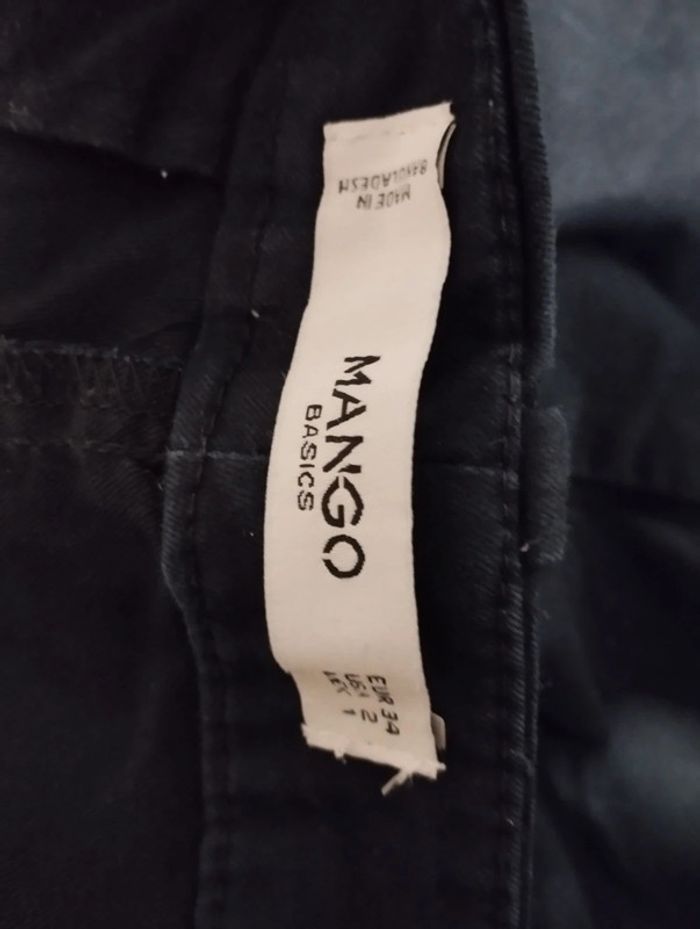 MADE IN
BANGLADESH
MANGO
BASICS
EUR 34
USA 2
MEX 1